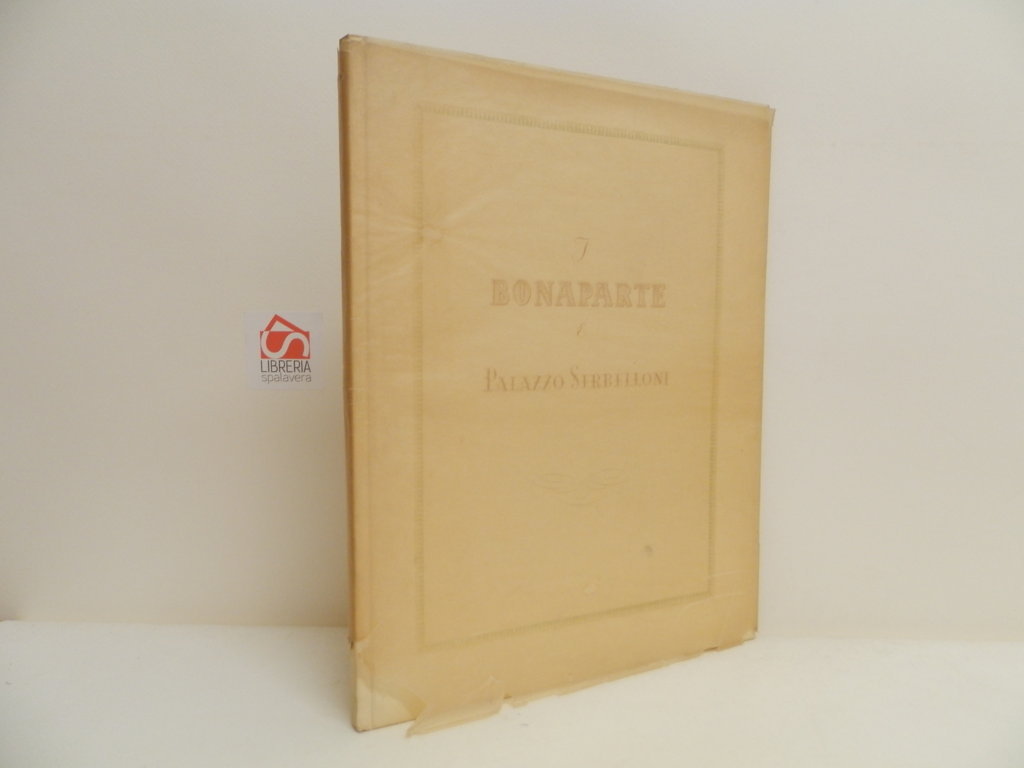 I
BONAPARTE
E
PALAZZO SERBELLONI
LIBRERIA
spalavera